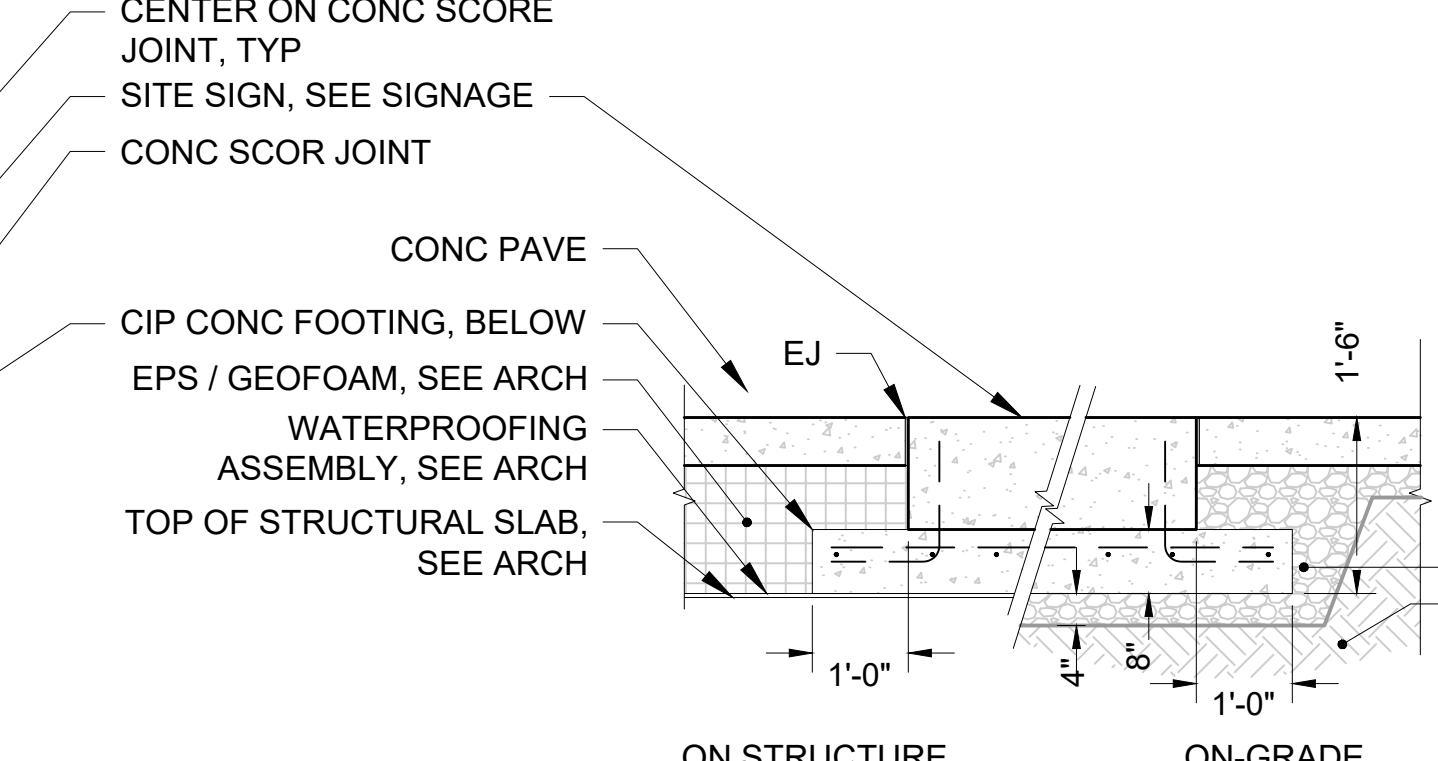 CENTER ON CONC SCORE
JOINT, TYP
SITE SIGN, SEE SIGNAGE
CONC SCOR JOINT
CONC PAVE
CIP CONC FOOTING, BELOW
EPS / GEOFOAM, SEE ARCH
WATERPROOFING
ASSEMBLY, SEE ARCH
TOP OF STRUCTURAL SLAB,
SEE ARCH
EJ
1'-6"
1'-0"
4"
8"
1'-0"
ON STRUCTURE
ON-GRADE